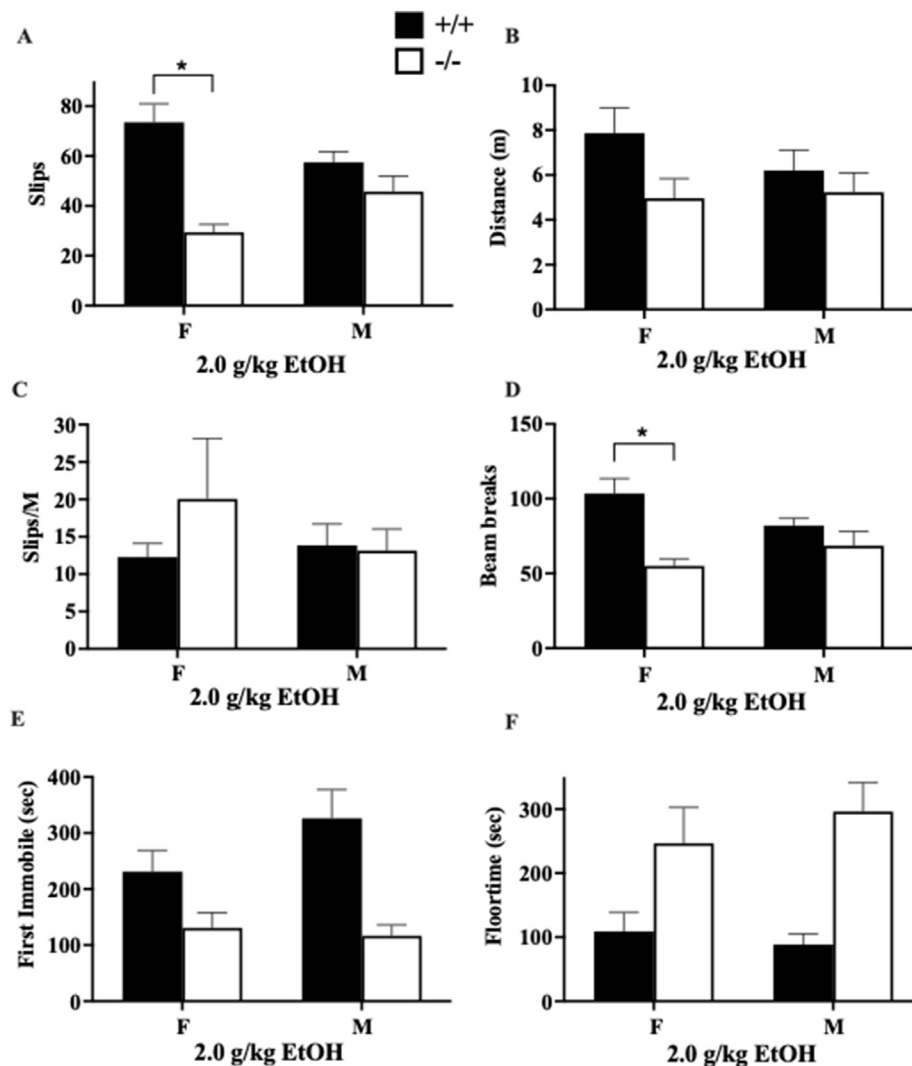 A
+/+
-/-
B
*
Slips
80
60
40
20
0
F
M
2.0 g/kg EtOH
Distance (m)
10
8
6
4
2
0
F
M
2.0 g/kg EtOH
C
Slips/M
30
25
20
15
10
5
0
F
M
2.0 g/kg EtOH
D
*
Beam breaks
150
100
50
0
F
M
2.0 g/kg EtOH
E
First Immobile (sec)
400
300
200
100
0
F
M
2.0 g/kg EtOH
F
Floortime (sec)
300
200
100
0
F
M
2.0 g/kg EtOH